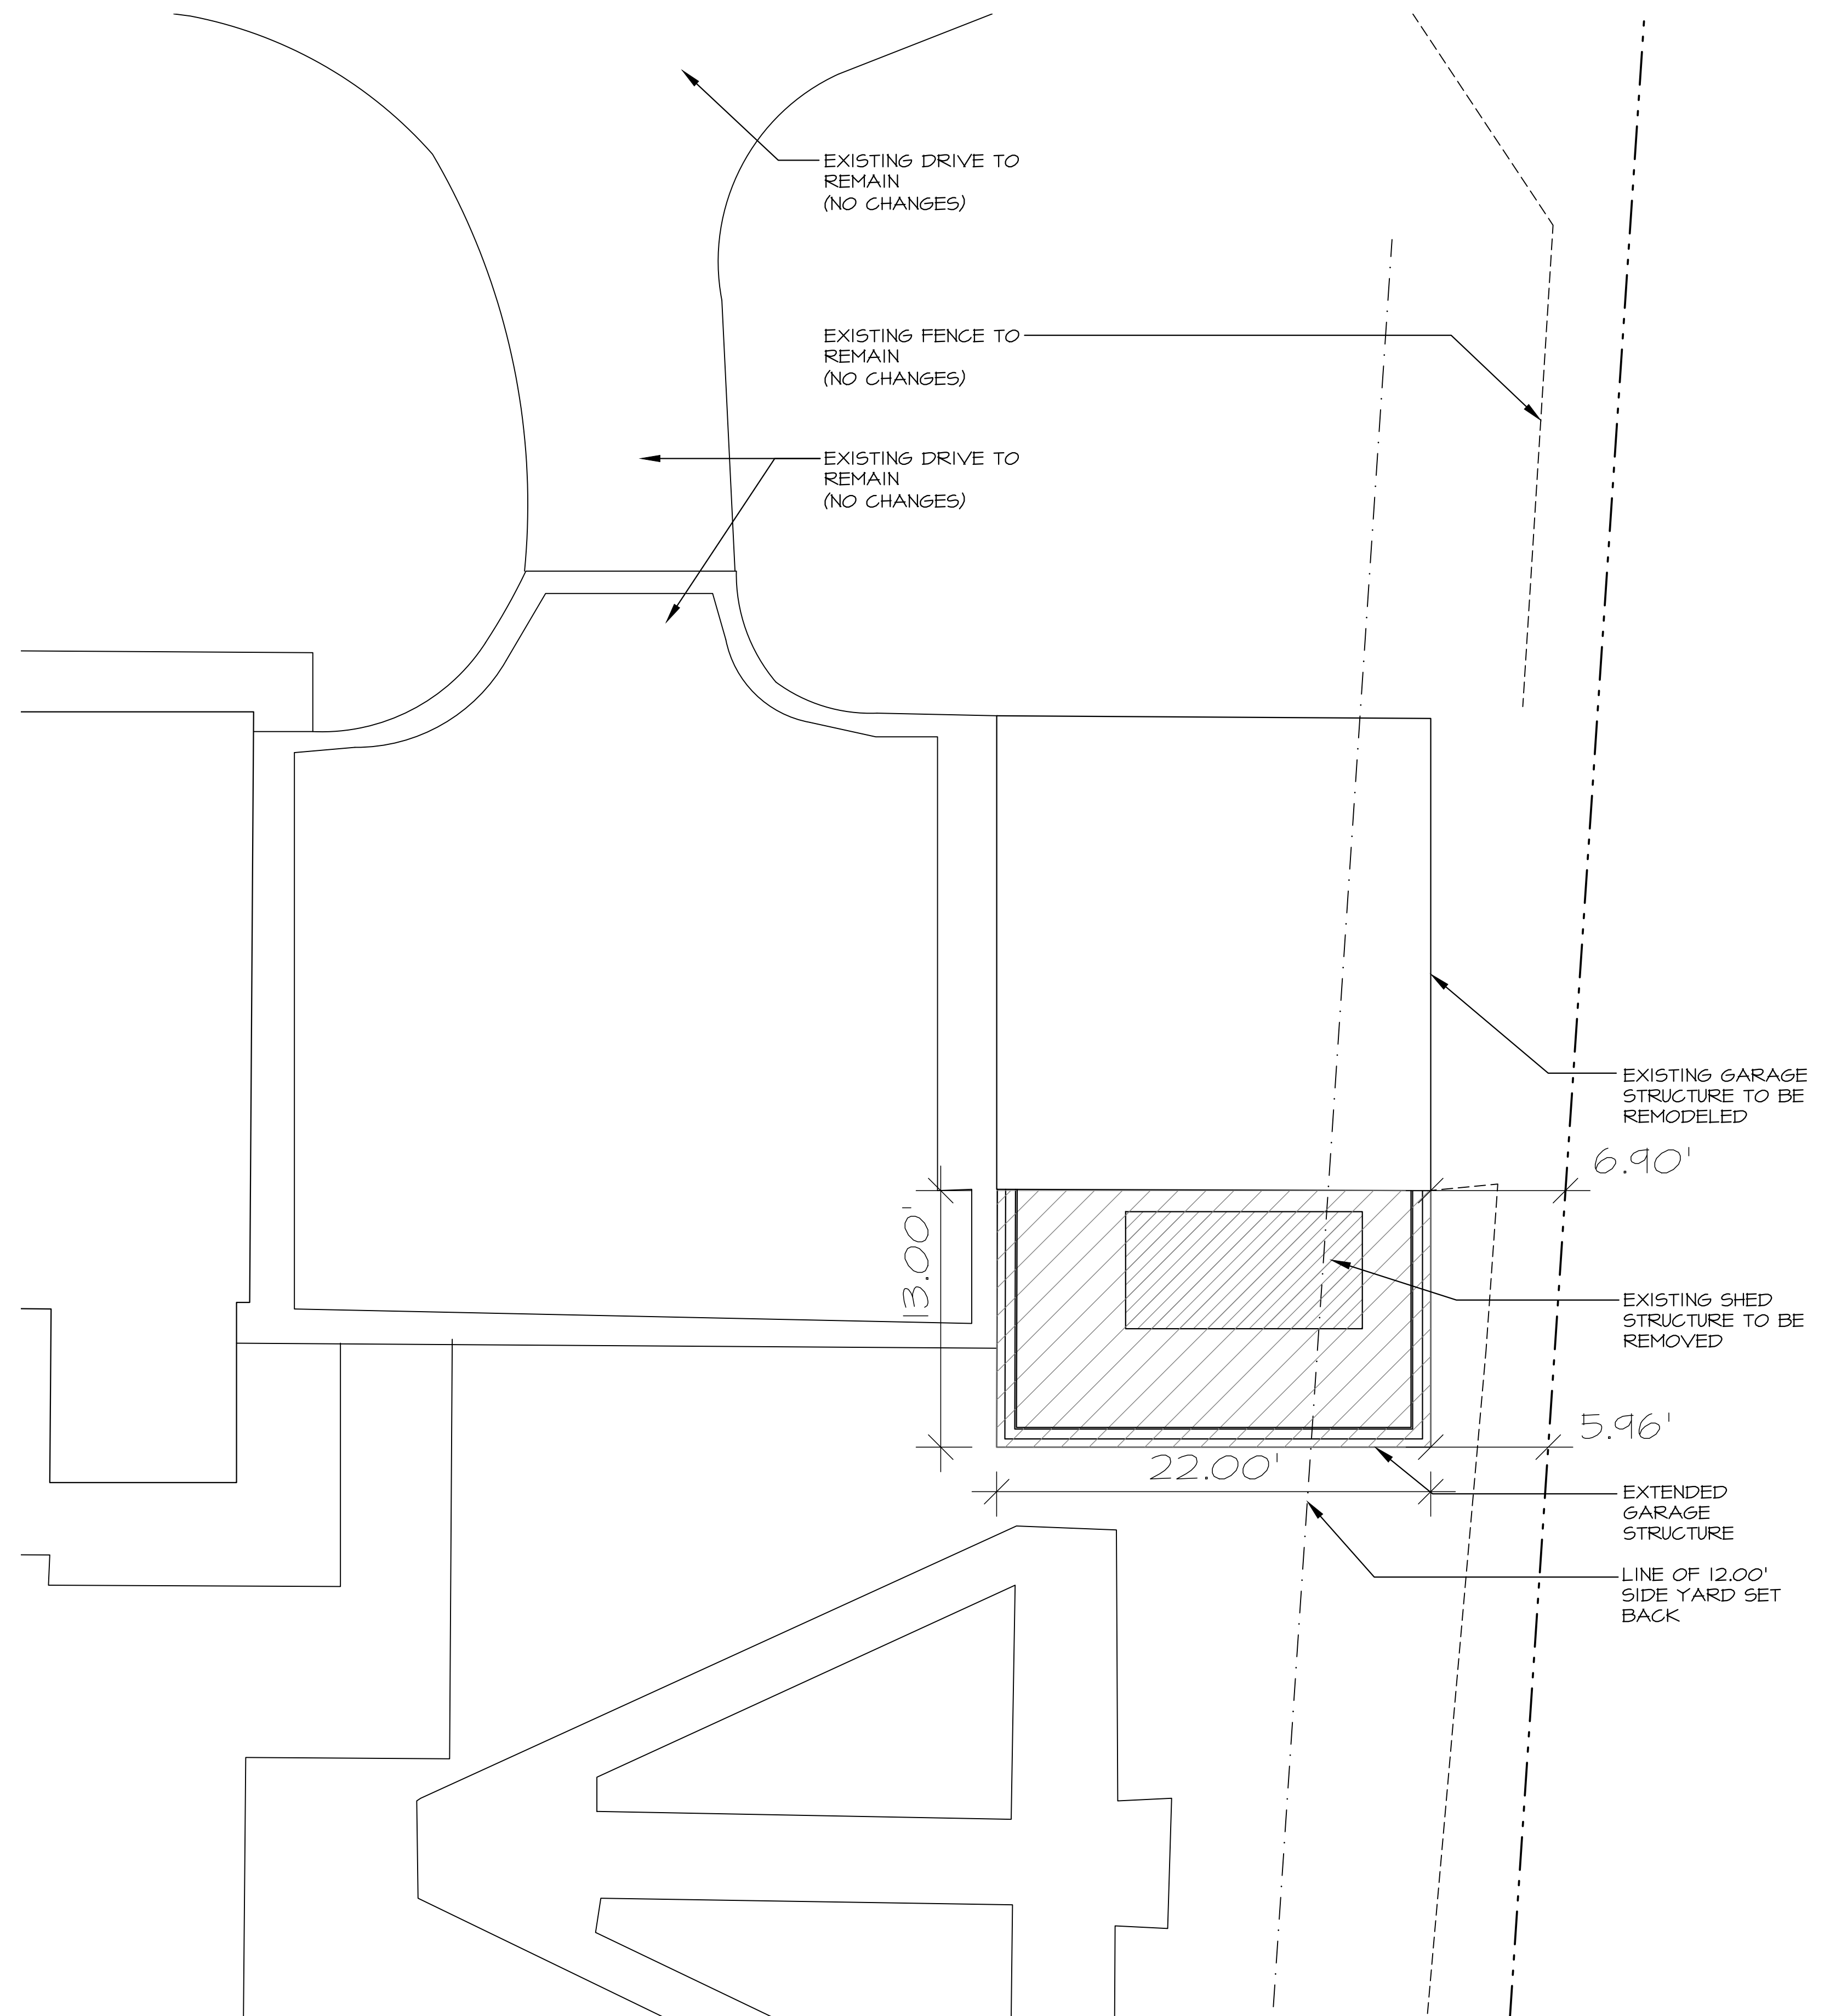 EXISTING DRIVE TO
REMAIN
(NO CHANGES)
EXISTING FENCE TO
REMAIN
(NO CHANGES)
EXISTING DRIVE TO
REMAIN
(NO CHANGES)
EXISTING GARAGE
STRUCTURE TO BE
REMODELED
6.90'
13.00'
EXISTING SHED
STRUCTURE TO BE
REMOVED
5.96'
22.00'
EXTENDED
GARAGE
STRUCTURE
LINE OF 12.00'
SIDE YARD SET
BACK